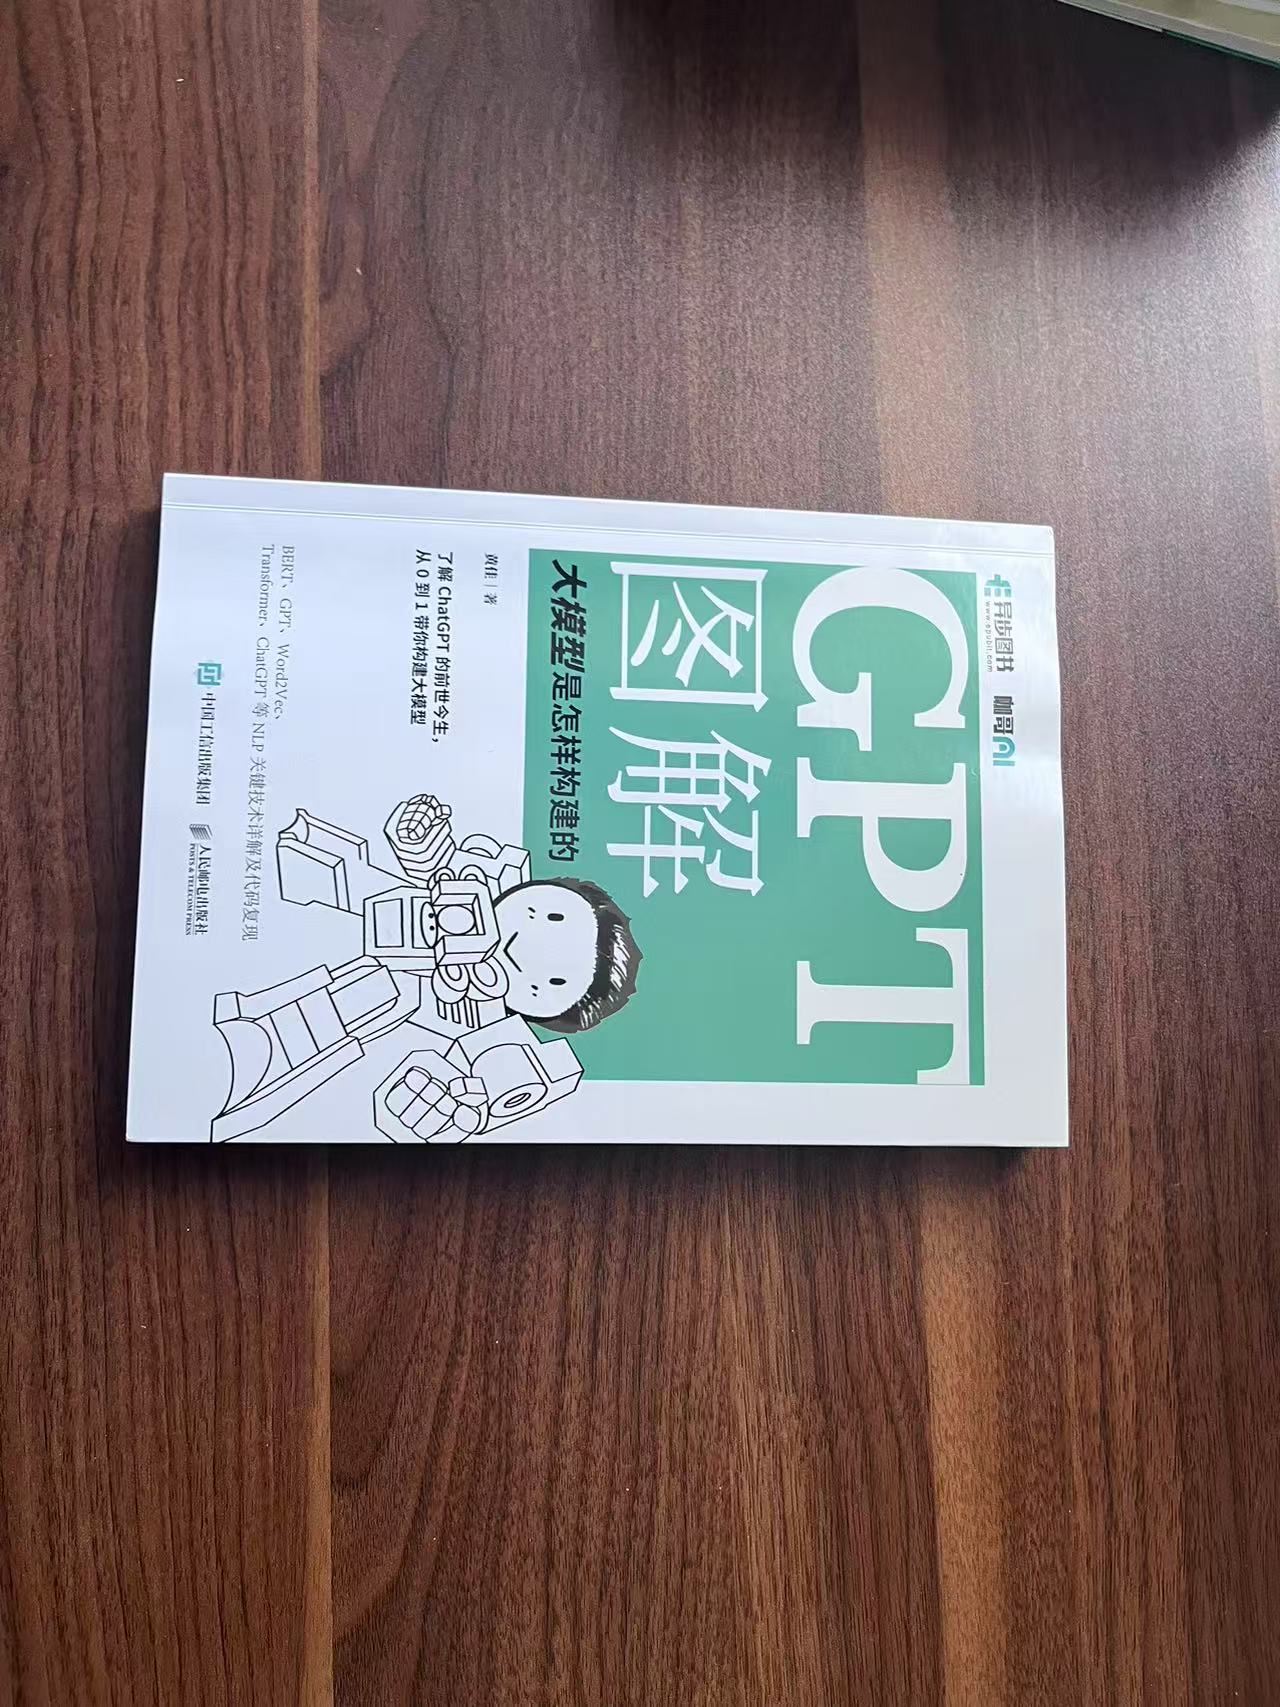 异步图书 咖哥AI
www.epubit.com
GPT
图解
大模型是怎样构建的
黄佳 | 著
了解 ChatGPT 的前世今生，
从 0 到 1 带你构建大模型
BERT、GPT、Word2Vec、
Transformer、ChatGPT 等 NLP 关键技术详解及代码复现
中国工信出版集团 人民邮电出版社
POSTS & TELECOM PRESS